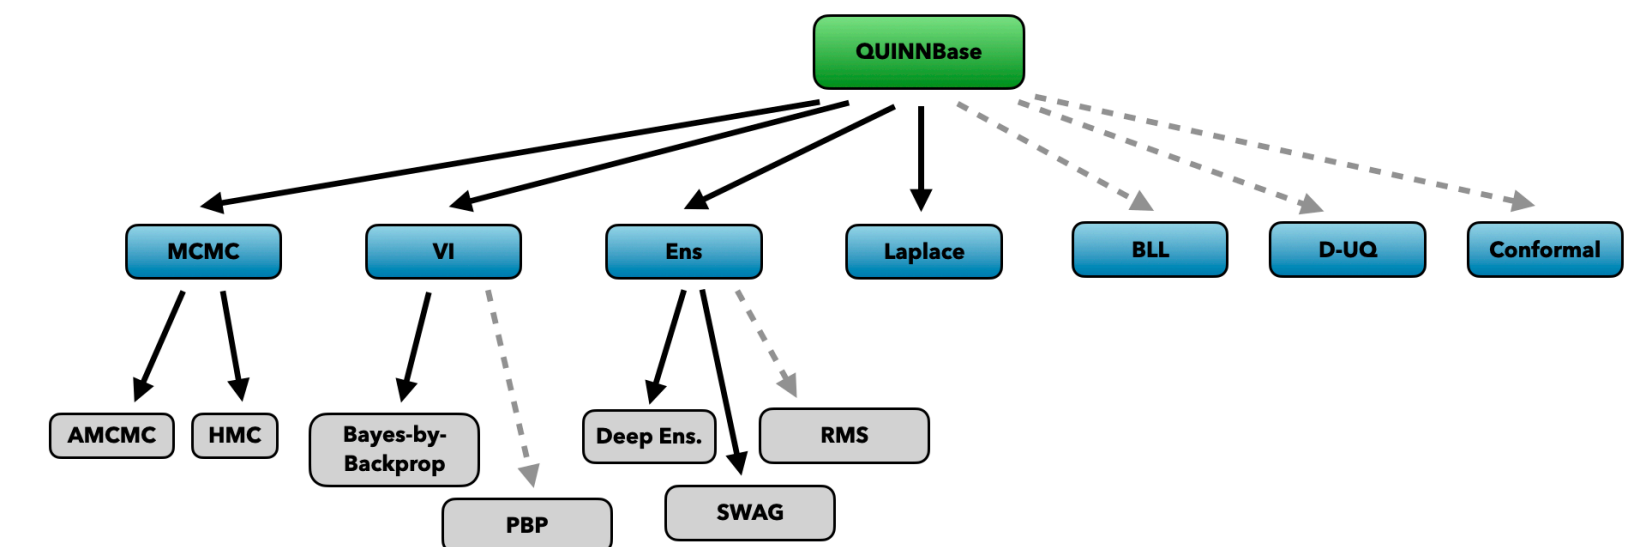 QUINNBase
MCMC
VI
Ens
Laplace
BLL
D-UQ
Conformal
AMCMC
HMC
Bayes-by-
Backprop
Deep Ens.
RMS
SWAG
PBP